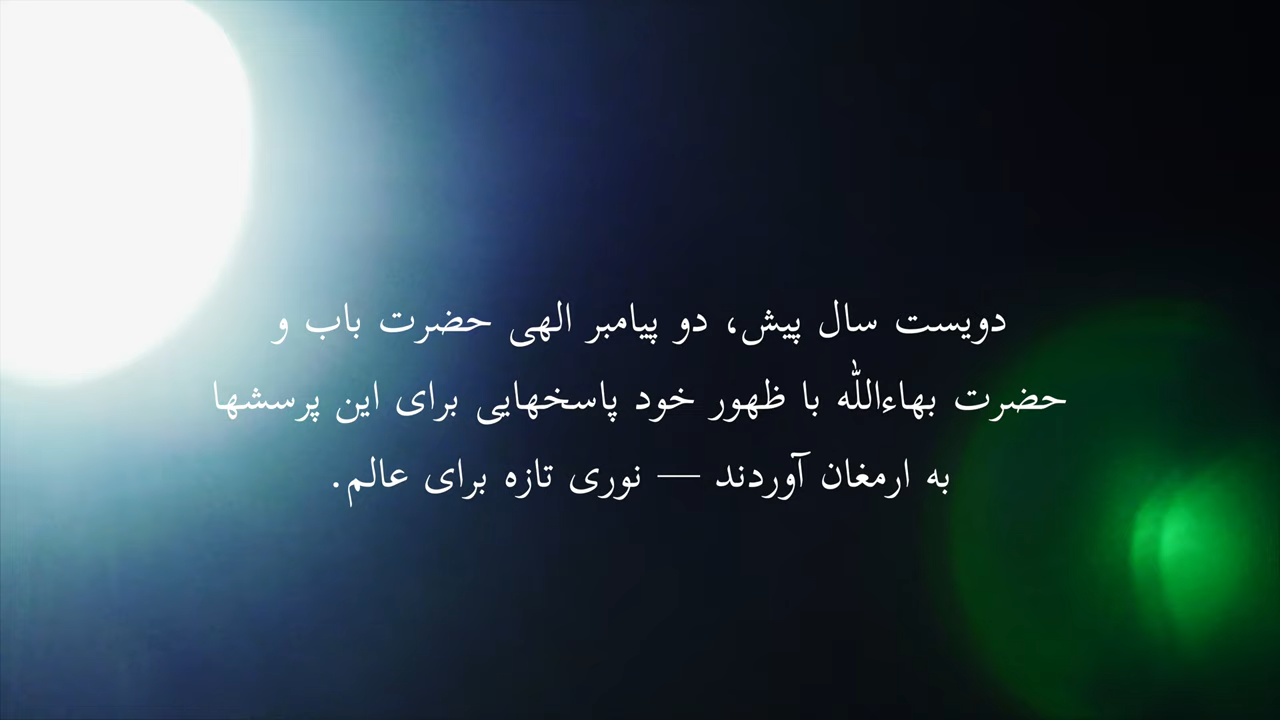 دویست سال پیش، دو پیامبر الهی حضرت باب و
حضرت بهاءالله با ظهور خود پاسخهایی برای این پرسشها
به ارمغان آوردند — نوری تازه برای عالم.